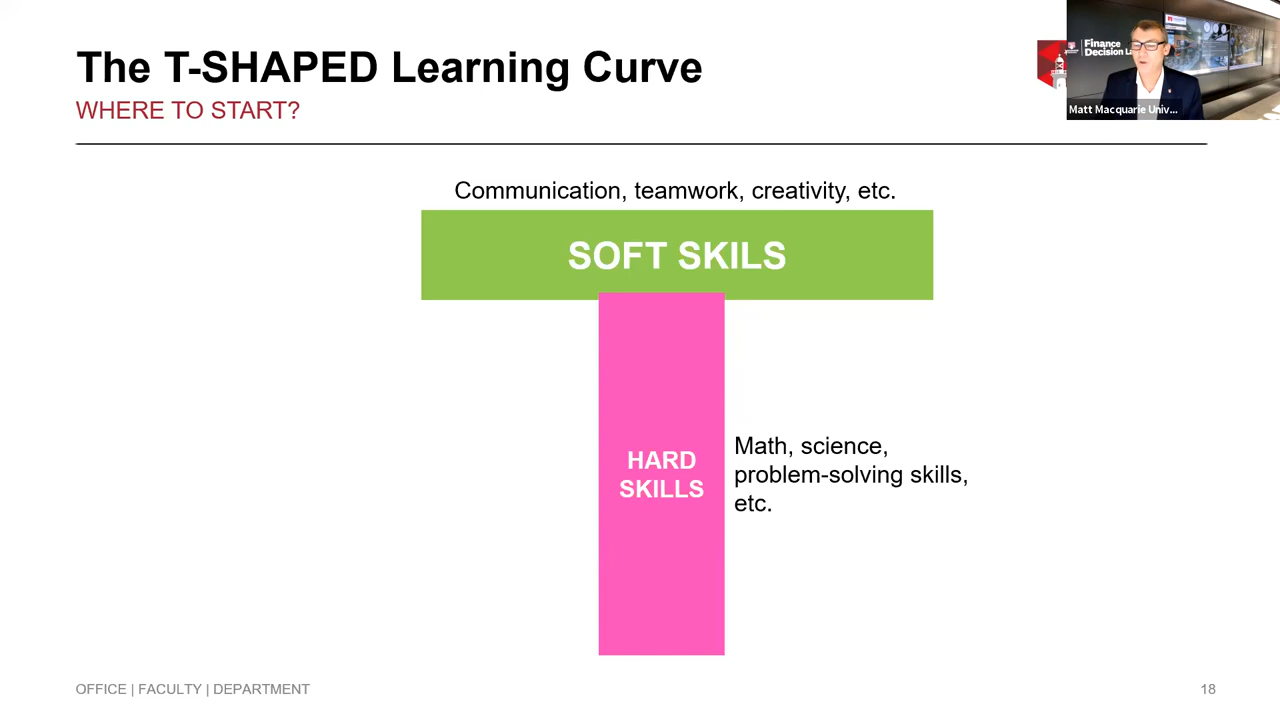 The T-SHAPED Learning Curve
WHERE TO START?
Finance
Decision La
Matt Macquarie Univ...
Communication, teamwork, creativity, etc.
SOFT SKILS
HARD
SKILLS
Math, science,
problem-solving skills,
etc.
OFFICE | FACULTY | DEPARTMENT
18